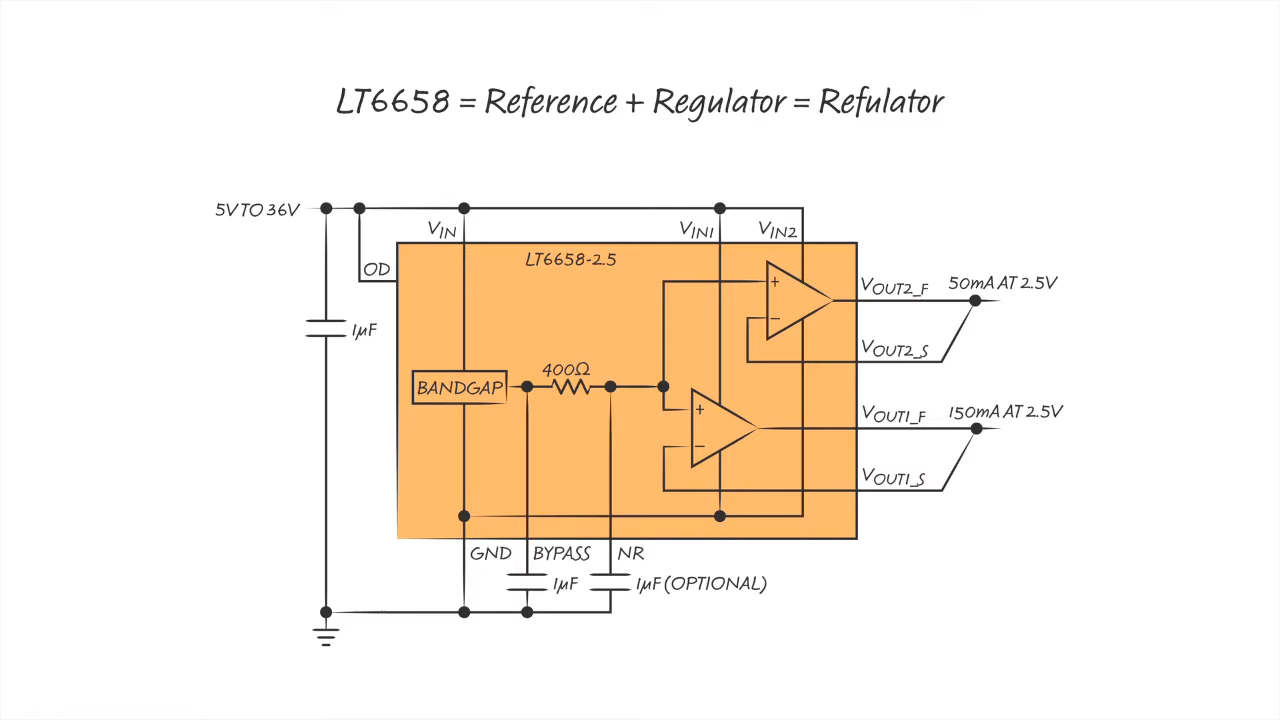 LT6658 = Reference + Regulator = Refulator
5V TO 36V
VIN
VIN1
VIN2
OD
LT6658-2.5
+
−
VOUT2_F
50mA AT 2.5V
VOUT2_S
1µF
400Ω
BANDGAP
+
−
VOUT1_F
150mA AT 2.5V
VOUT1_S
GND
BYPASS
NR
1µF
1µF (OPTIONAL)